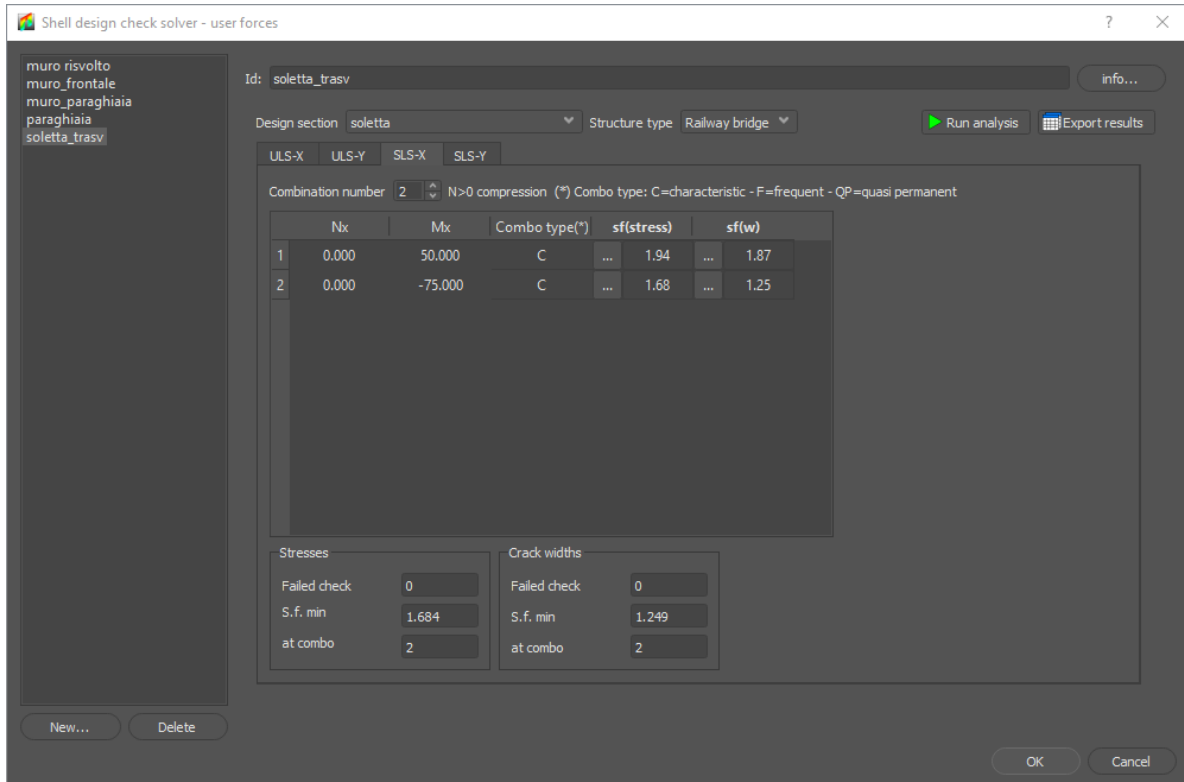 Shell design check solver - user forces
?
muro risvolto
muro_frontale
muro_paraghiaia
paraghiaia
soletta_trasv
Id: soletta_trasv info...
Design section soletta Structure type Railway bridge Run analysis Export results
ULS-X ULS-Y SLS-X SLS-Y
Combination number 2 N>0 compression (*) Combo type: C=characteristic - F=frequent - QP=quasi permanent
Nx Mx Combo type(*) sf(stress) sf(w)
1 0.000 50.000 C ... 1.94 ... 1.87
2 0.000 -75.000 C ... 1.68 ... 1.25
Stresses
Failed check 0
S.f. min 1.684
at combo 2
Crack widths
Failed check 0
S.f. min 1.249
at combo 2
New... Delete
OK Cancel